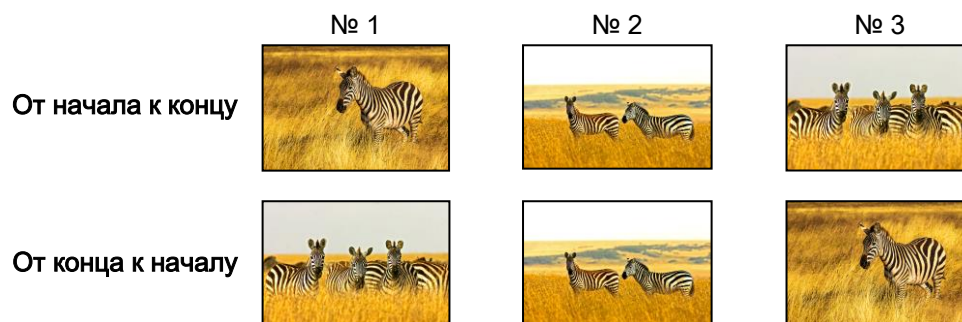 № 1 № 2 № 3
От начала к концу
От конца к началу